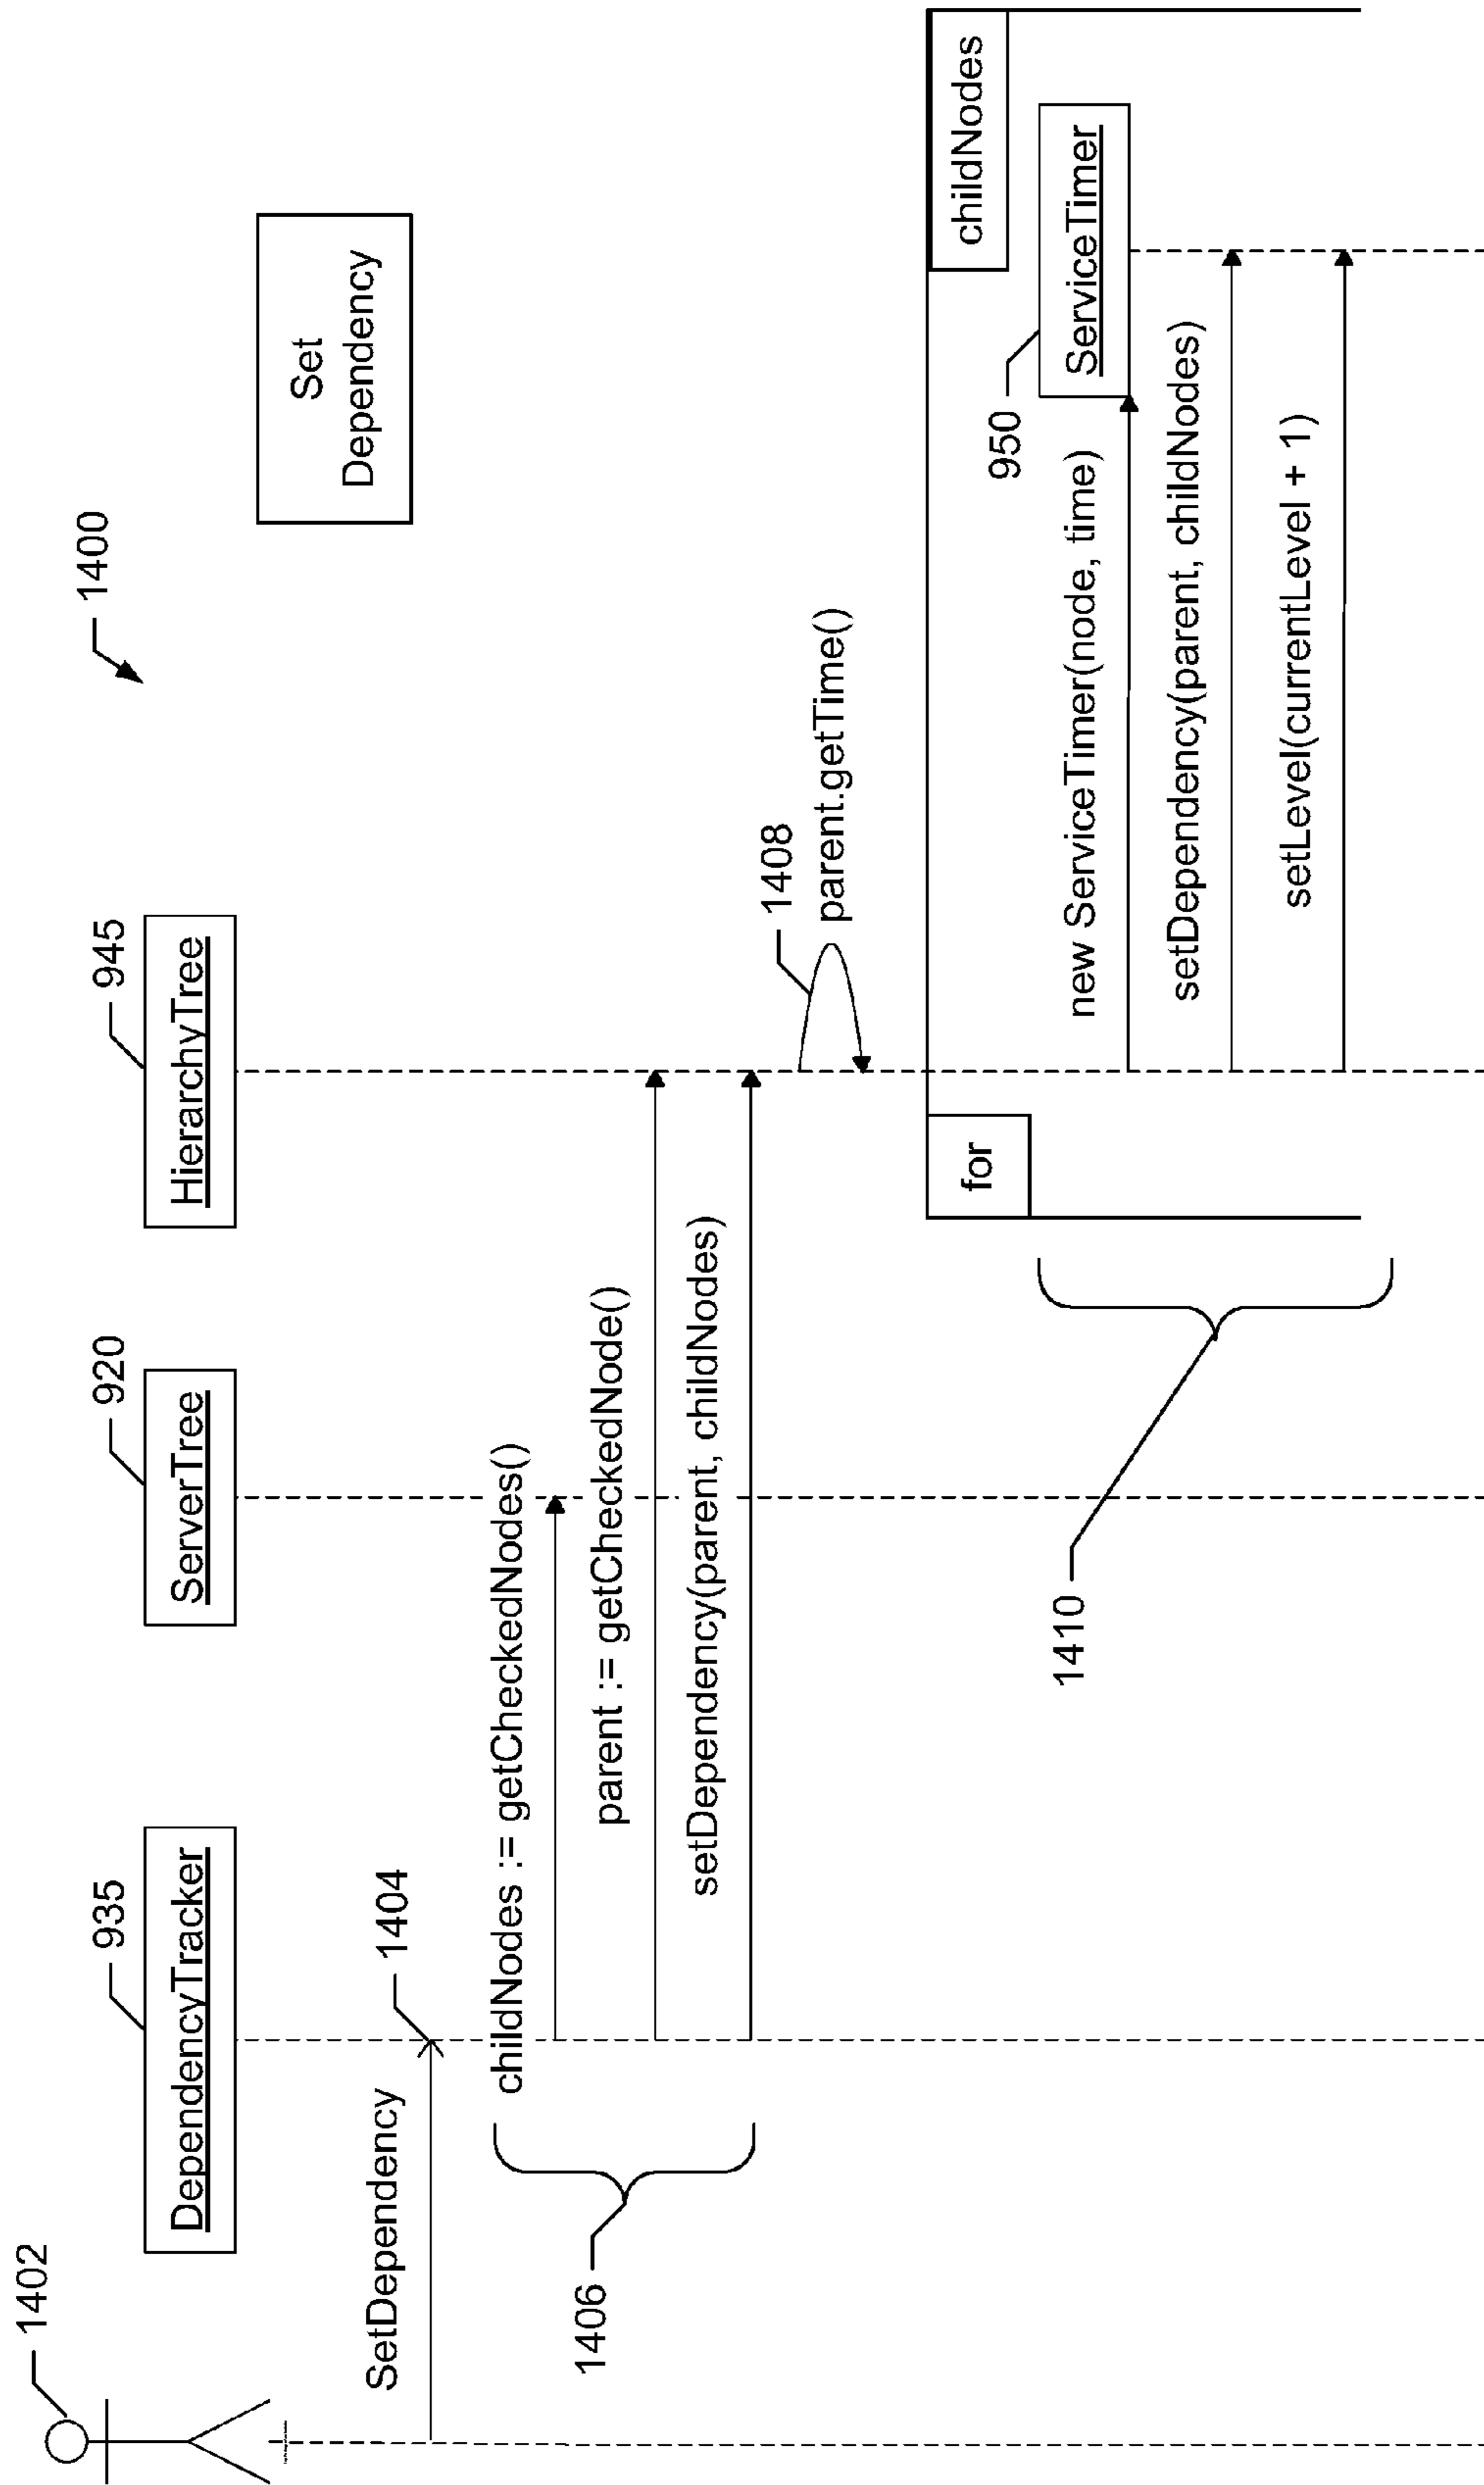 1400
Set
Dependency
1402
935
920
945
DependencyTracker
ServerTree
HierarchyTree
SetDependency
1404
childNodes := getCheckedNodes()
parent := getCheckedNode()
setDependency(parent, childNodes)
1406
1408
parent.getTime()
for
childNodes
950
ServiceTimer
new ServiceTimer(node, time)
setDependency(parent, childNodes)
setLevel(currentLevel + 1)
1410